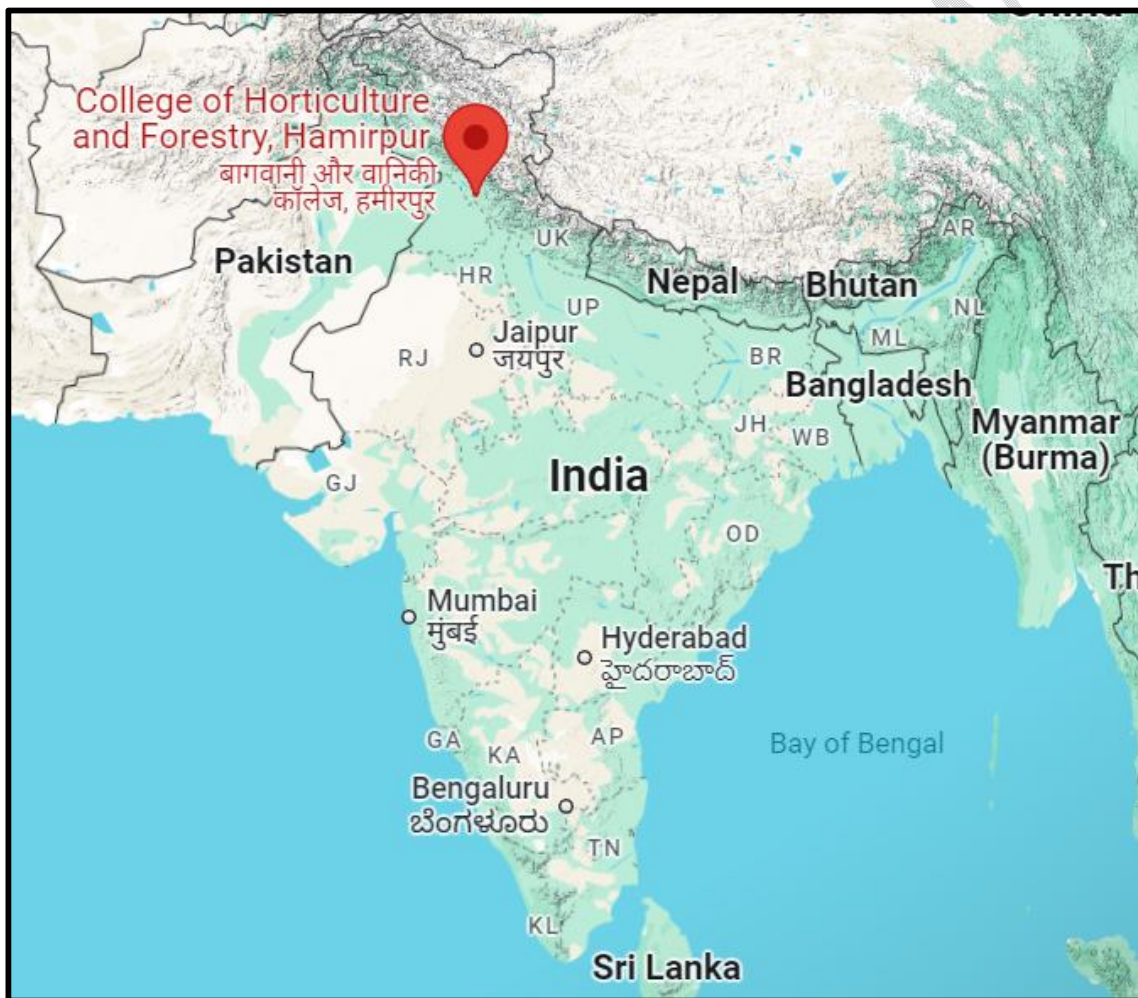 College of Horticulture
and Forestry, Hamirpur
बागवानी और वानिकी
कॉलेज, हमीरपुर
UK
AR
Pakistan
HR
Nepal
Bhutan
UP
NL
Jaipur
जयपुर
ML
RJ
BR
Bangladesh
JH
WB
Myanmar
(Burma)
India
GJ
OD
Th
Mumbai
मुंबई
Hyderabad
హైదరాబాద్
GA
KA
AP
Bay of Bengal
Bengaluru
ಬೆಂಗಳೂರು
TN
KL
Sri Lanka